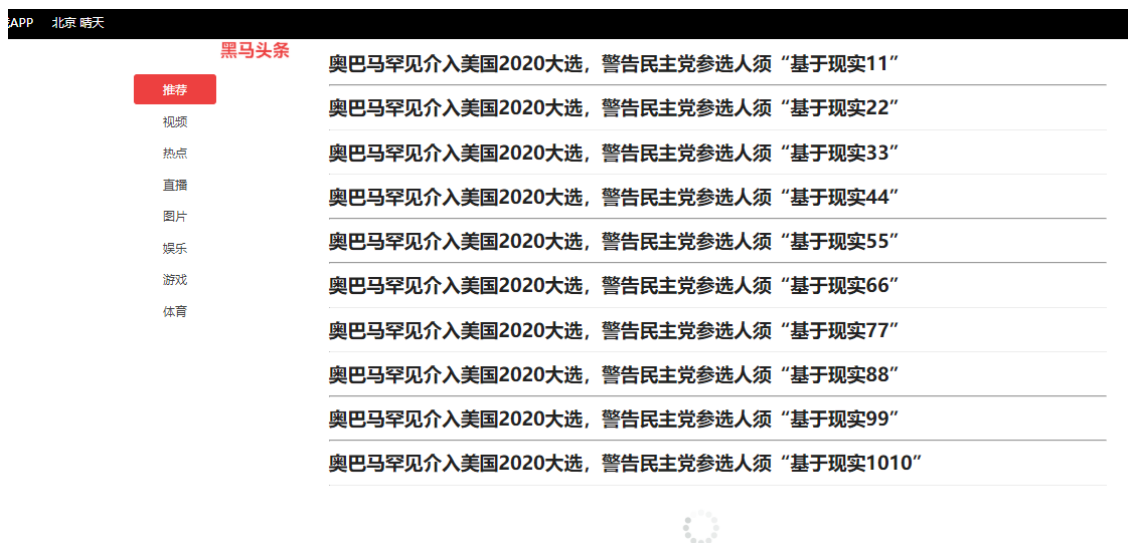 APP 北京 晴天
黑马头条
推荐
视频
热点
直播
图片
娱乐
游戏
体育
奥巴马罕见介入美国2020大选，警告民主党参选人须“基于现实11”
奥巴马罕见介入美国2020大选，警告民主党参选人须“基于现实22”
奥巴马罕见介入美国2020大选，警告民主党参选人须“基于现实33”
奥巴马罕见介入美国2020大选，警告民主党参选人须“基于现实44”
奥巴马罕见介入美国2020大选，警告民主党参选人须“基于现实55”
奥巴马罕见介入美国2020大选，警告民主党参选人须“基于现实66”
奥巴马罕见介入美国2020大选，警告民主党参选人须“基于现实77”
奥巴马罕见介入美国2020大选，警告民主党参选人须“基于现实88”
奥巴马罕见介入美国2020大选，警告民主党参选人须“基于现实99”
奥巴马罕见介入美国2020大选，警告民主党参选人须“基于现实1010”